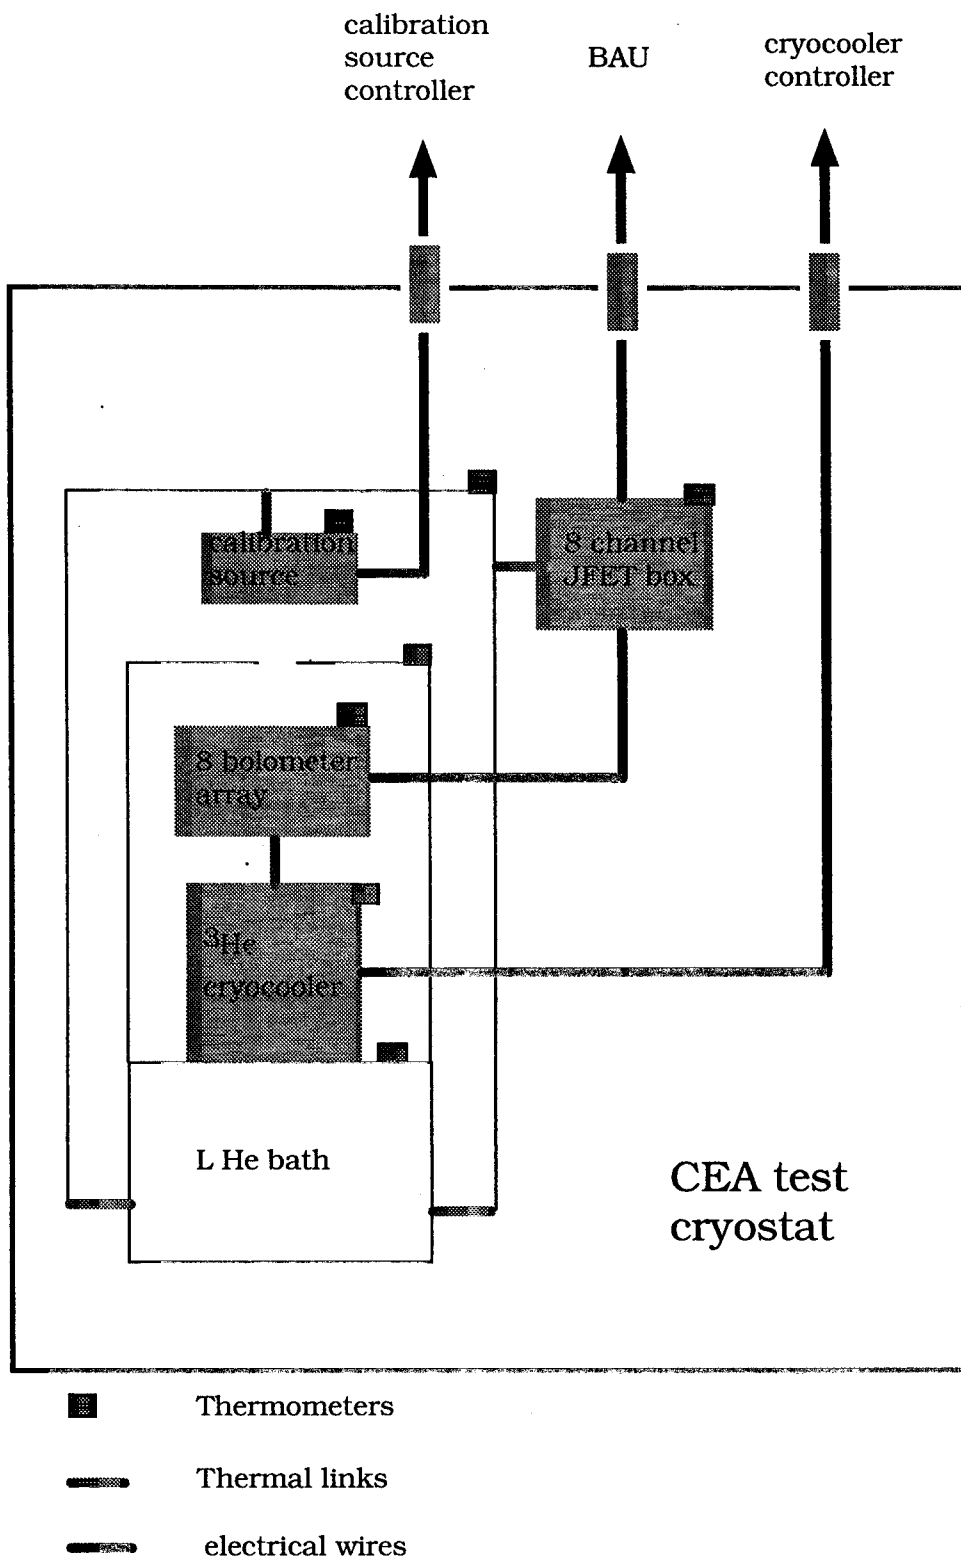 calibration
source
controller
BAU
cryocooler
controller
calibration
source
8 channel
JFET box
8 bolometer
array
³He
cryocooler
L He bath
CEA test
cryostat
Thermometers
Thermal links
electrical wires